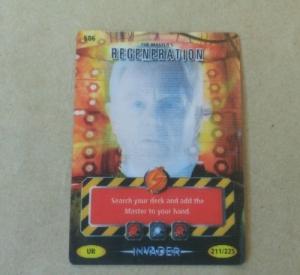 586
THE MASTER'S
REGENERATION
Search your deck and add the
Master to your hand.
UR
INVADER
211/225